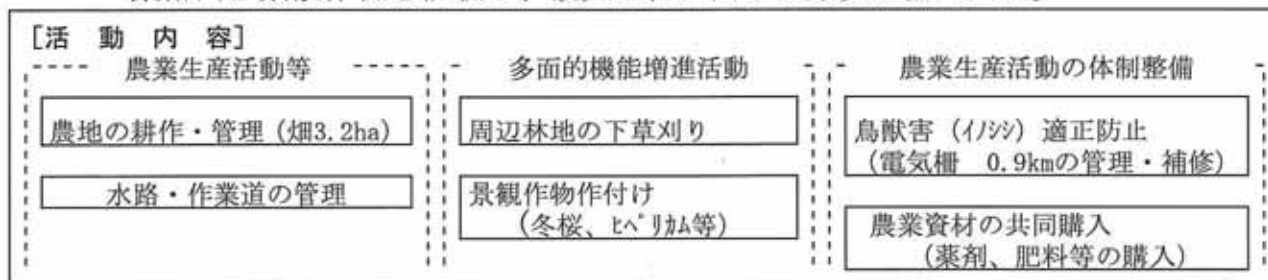 [活 動 内 容]
農業生産活動等
農地の耕作・管理(畑3.2ha)
水路・作業道の管理
多面的機能増進活動
周辺林地の下草刈り
景観作物作付け
(冬桜、ヒペリカム等)
農業生産活動の体制整備
鳥獣害(イノシシ)適正防止
(電気柵 0.9kmの管理・補修)
農業資材の共同購入
(薬剤、肥料等の購入)